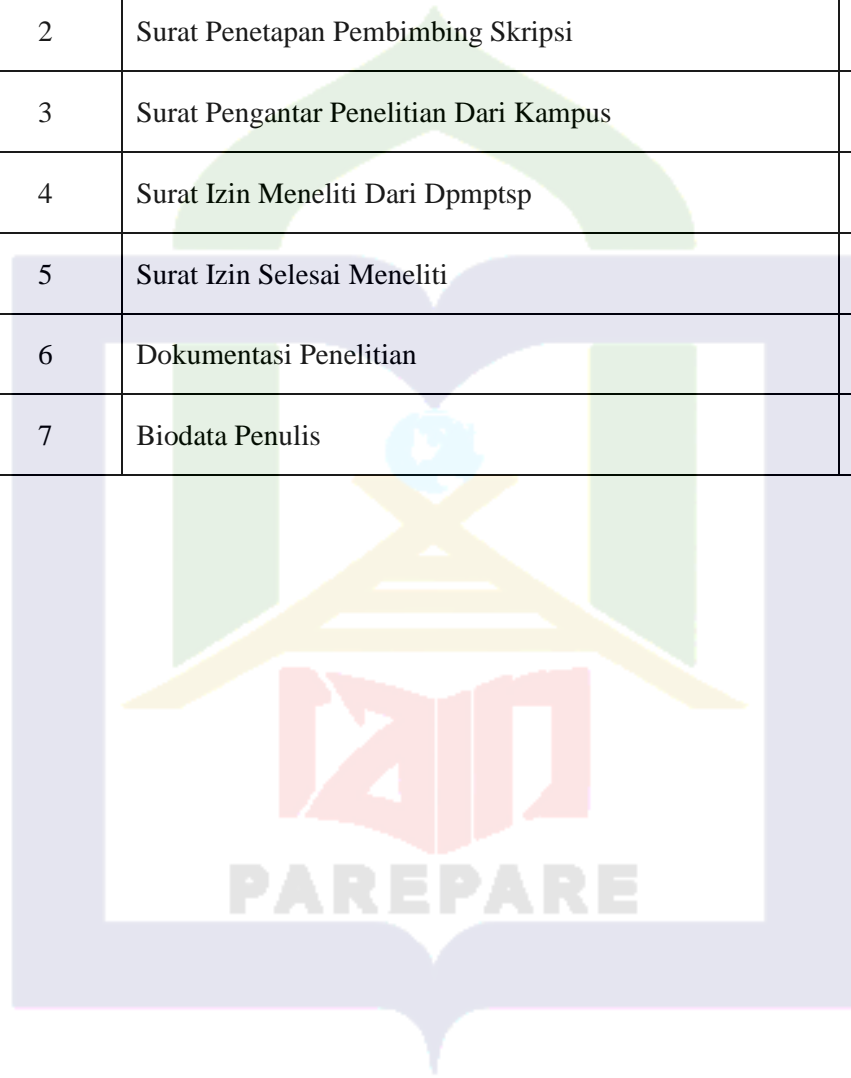 2 Surat Penetapan Pembimbing Skripsi
3 Surat Pengantar Penelitian Dari Kampus
4 Surat Izin Meneliti Dari Dpmptsp
5 Surat Izin Selesai Meneliti
6 Dokumentasi Penelitian
7 Biodata Penulis
iain
PAREPARE